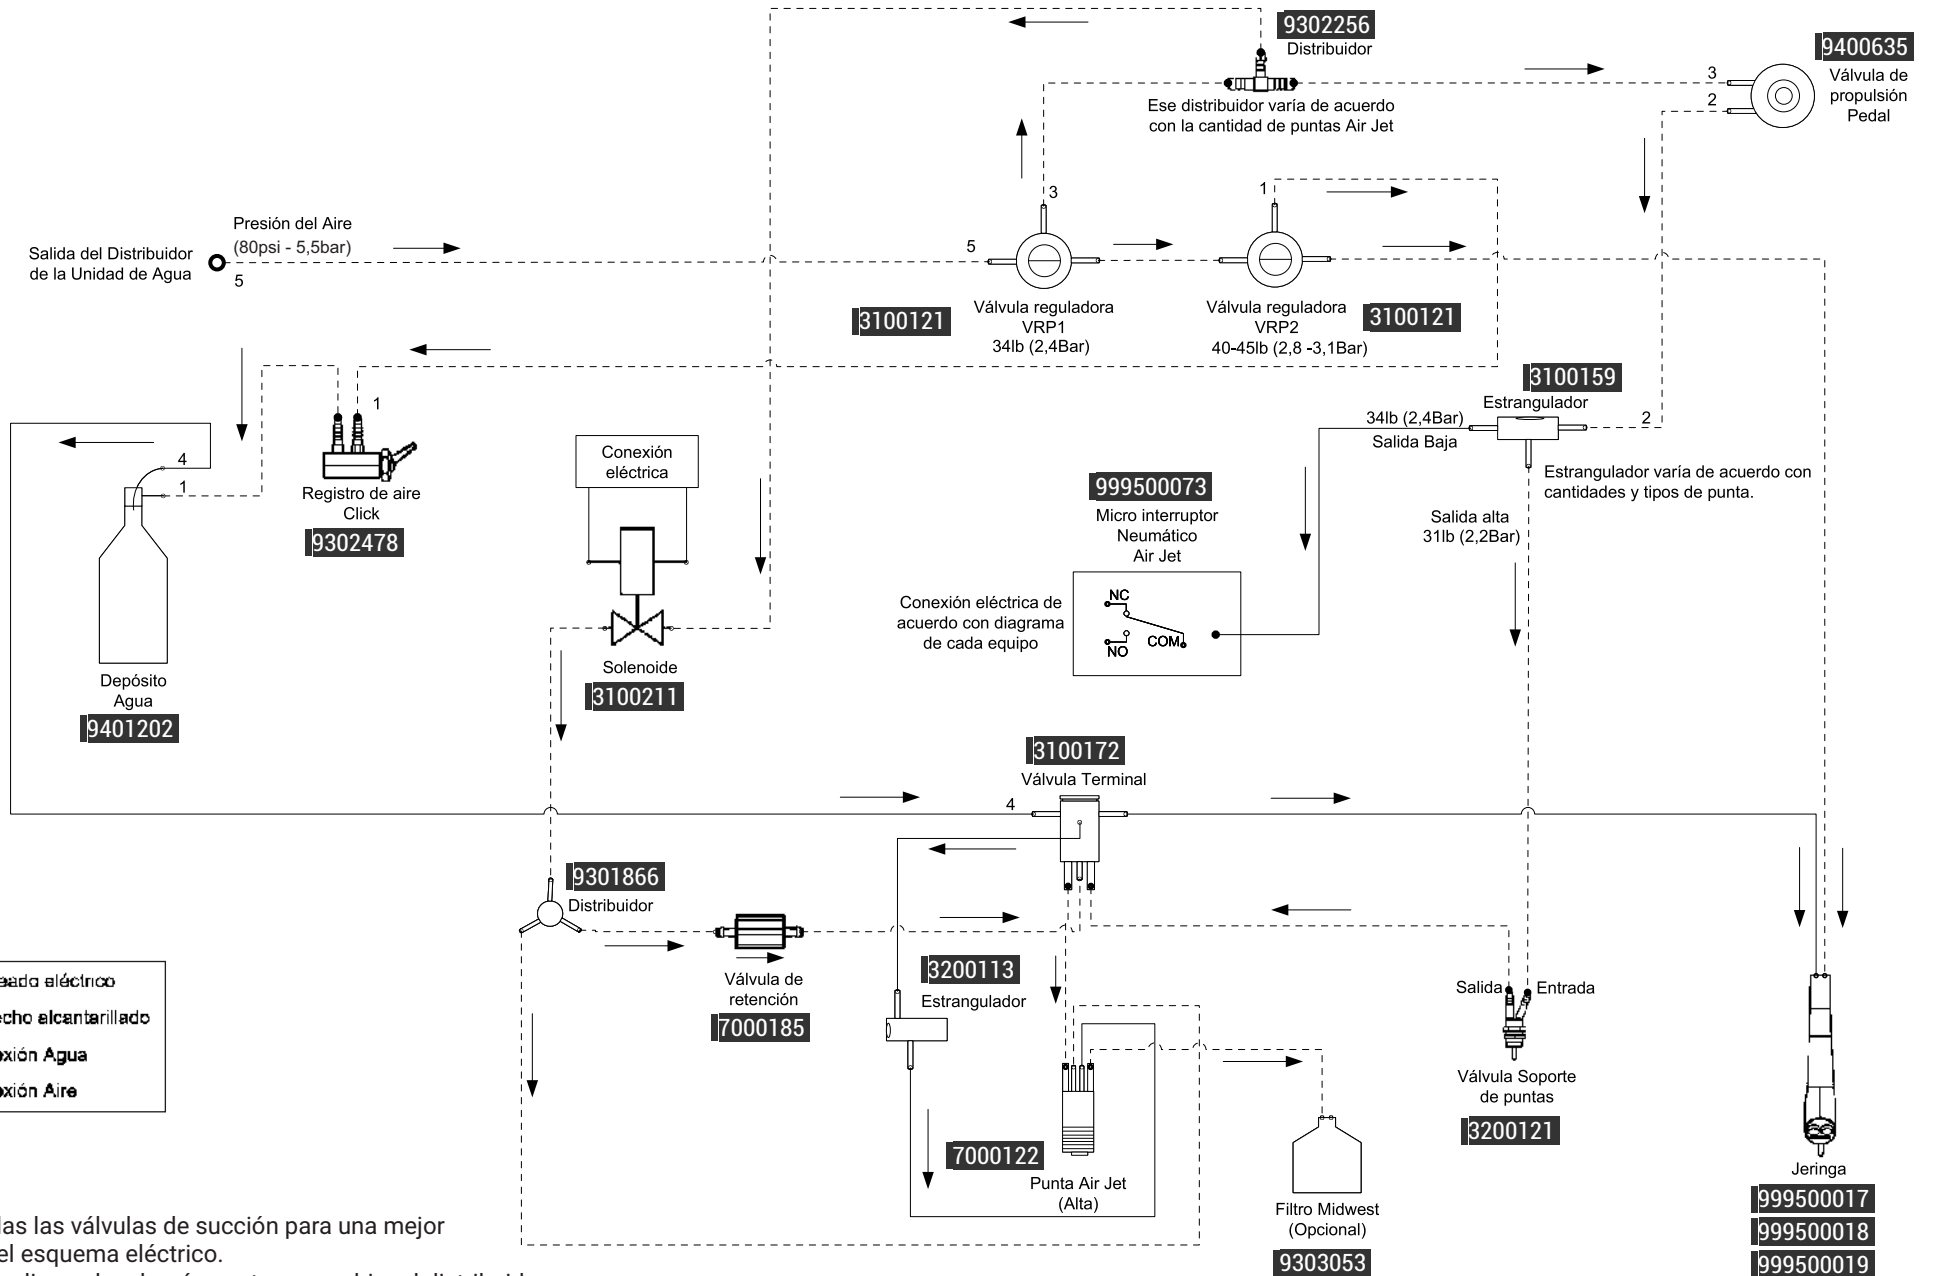 9302256
Distribuidor
9400635
Válvula de
propulsión
Pedal
3
2
Ese distribuidor varía de acuerdo
con la cantidad de puntas Air Jet
3
1
Presión del Aire
(80psi - 5,5bar)
Salida del Distribuidor
de la Unidad de Agua
5
5
3100121
Válvula reguladora
VRP1
34lb (2,4Bar)
Válvula reguladora
VRP2
40-45lb (2,8 -3,1Bar)
3100121
3100159
Estrangulador
34lb (2,4Bar)
Salida Baja
2
Estrangulador varía de acuerdo con
cantidades y tipos de punta.
Salida alta
31lb (2,2Bar)
1
4
1
Registro de aire
Click
9302478
Conexión
eléctrica
999500073
Micro interruptor
Neumático
Air Jet
NC
NO
COM
Conexión eléctrica de
acuerdo con diagrama
de cada equipo
Solenoide
3100211
Depósito
Agua
9401202
3100172
Válvula Terminal
4
9301866
Distribuidor
Válvula de
retención
7000185
3200113
Estrangulador
Salida
Entrada
Válvula Soporte
de puntas
3200121
7000122
Punta Air Jet
(Alta)
Filtro Midwest
(Opcional)
9303053
Jeringa
999500017
999500018
999500019
eléctrico
alcantarillado
Agua
Aire
las válvulas de succión para una mejor
el esquema eléctrico.